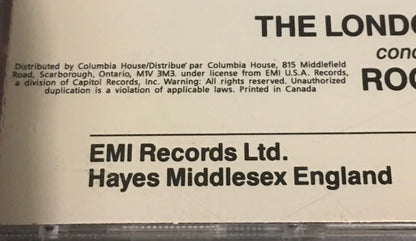 THE LONDO
Distributed by Columbia House/Distribue' par Columbia House, 815 Middlefield
cond
Road, Scarborough, Ontario, M1V 3M3. under license from EMI U.S.A. Records,
a division of Capitol Records, Inc. Warning: All rights reserved. Unauthorized
ROG
duplication is a violation of applicable laws. Printed in Canada
EMI Records Ltd.
Hayes Middlesex England